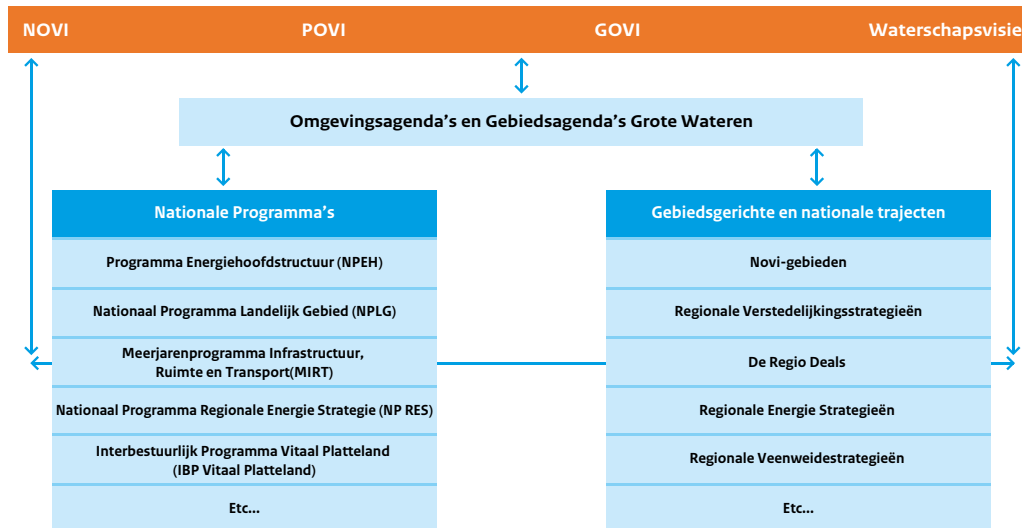 NOVI POVI GOVI Waterschapsvisie
Omgevingsagenda's en Gebiedsagenda's Grote Wateren
Nationale Programma's
Programma Energiehoofdstructuur (NPEH)
Nationaal Programma Landelijk Gebied (NPLG)
Meerjarenprogramma Infrastructuur,
Ruimte en Transport(MIRT)
Nationaal Programma Regionale Energie Strategie (NP RES)
Interbestuurlijk Programma Vitaal Platteland
(IBP Vitaal Platteland)
Etc...
Gebiedsgerichte en nationale trajecten
Novi-gebieden
Regionale Verstedelijkingsstrategieën
De Regio Deals
Regionale Energie Strategieën
Regionale Veenweidestrategieën
Etc...